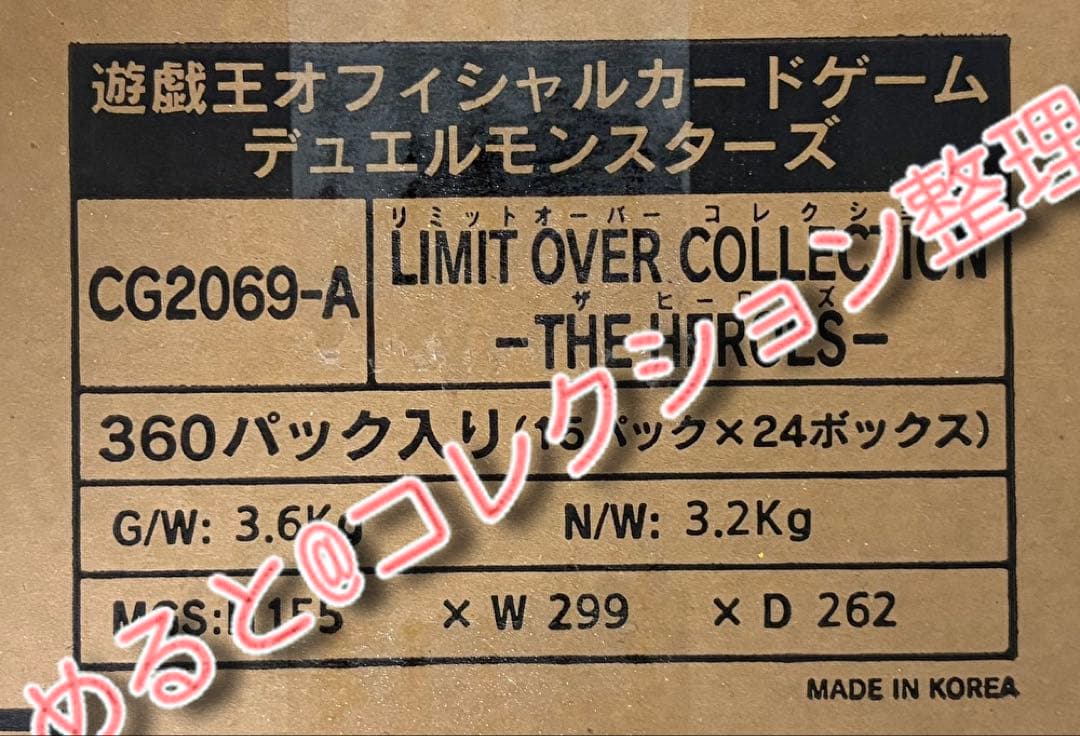 遊戯王オフィシャルカードゲーム
デュエルモンスターズ
CG2069-A
リミットオーバー コレクション
LIMIT OVER COLLECTION
ザ ヒーローズ
-THE HEROES-
360パック入り(15パック×24ボックス)
G/W: 3.6Kg N/W: 3.2Kg
155 × W 299 × D 262
MADE IN KOREA
めると@コレクション整理